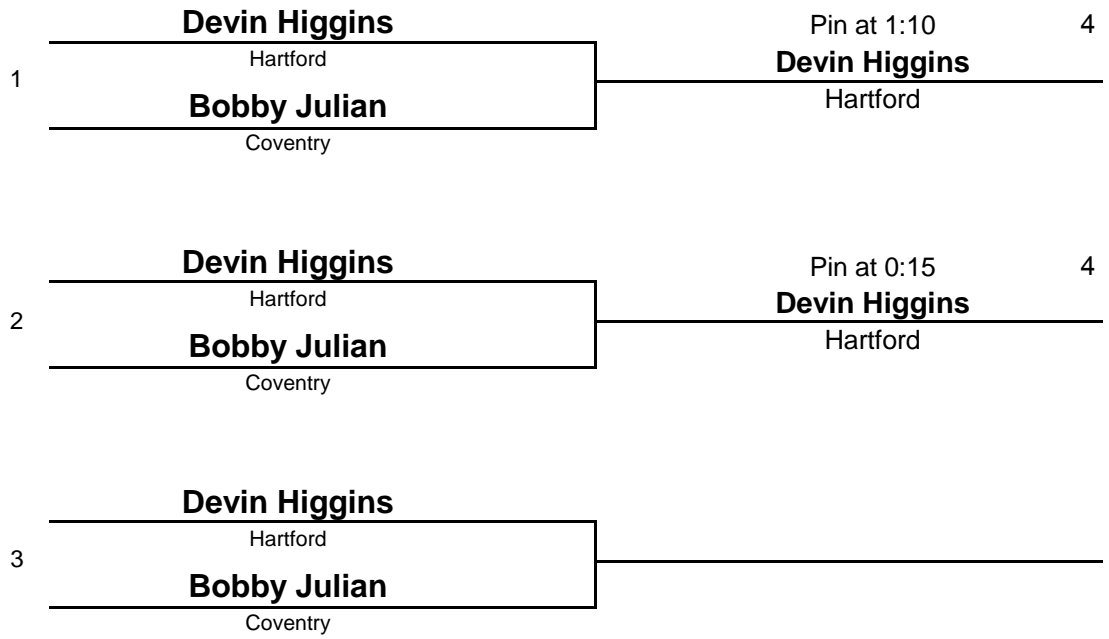 Devin Higgins
Pin at 1:10 4
Hartford
Devin Higgins
1
Bobby Julian
Hartford
Coventry
Devin Higgins
Pin at 0:15 4
Hartford
Devin Higgins
2
Bobby Julian
Hartford
Coventry
Devin Higgins
Hartford
3
Bobby Julian
Coventry